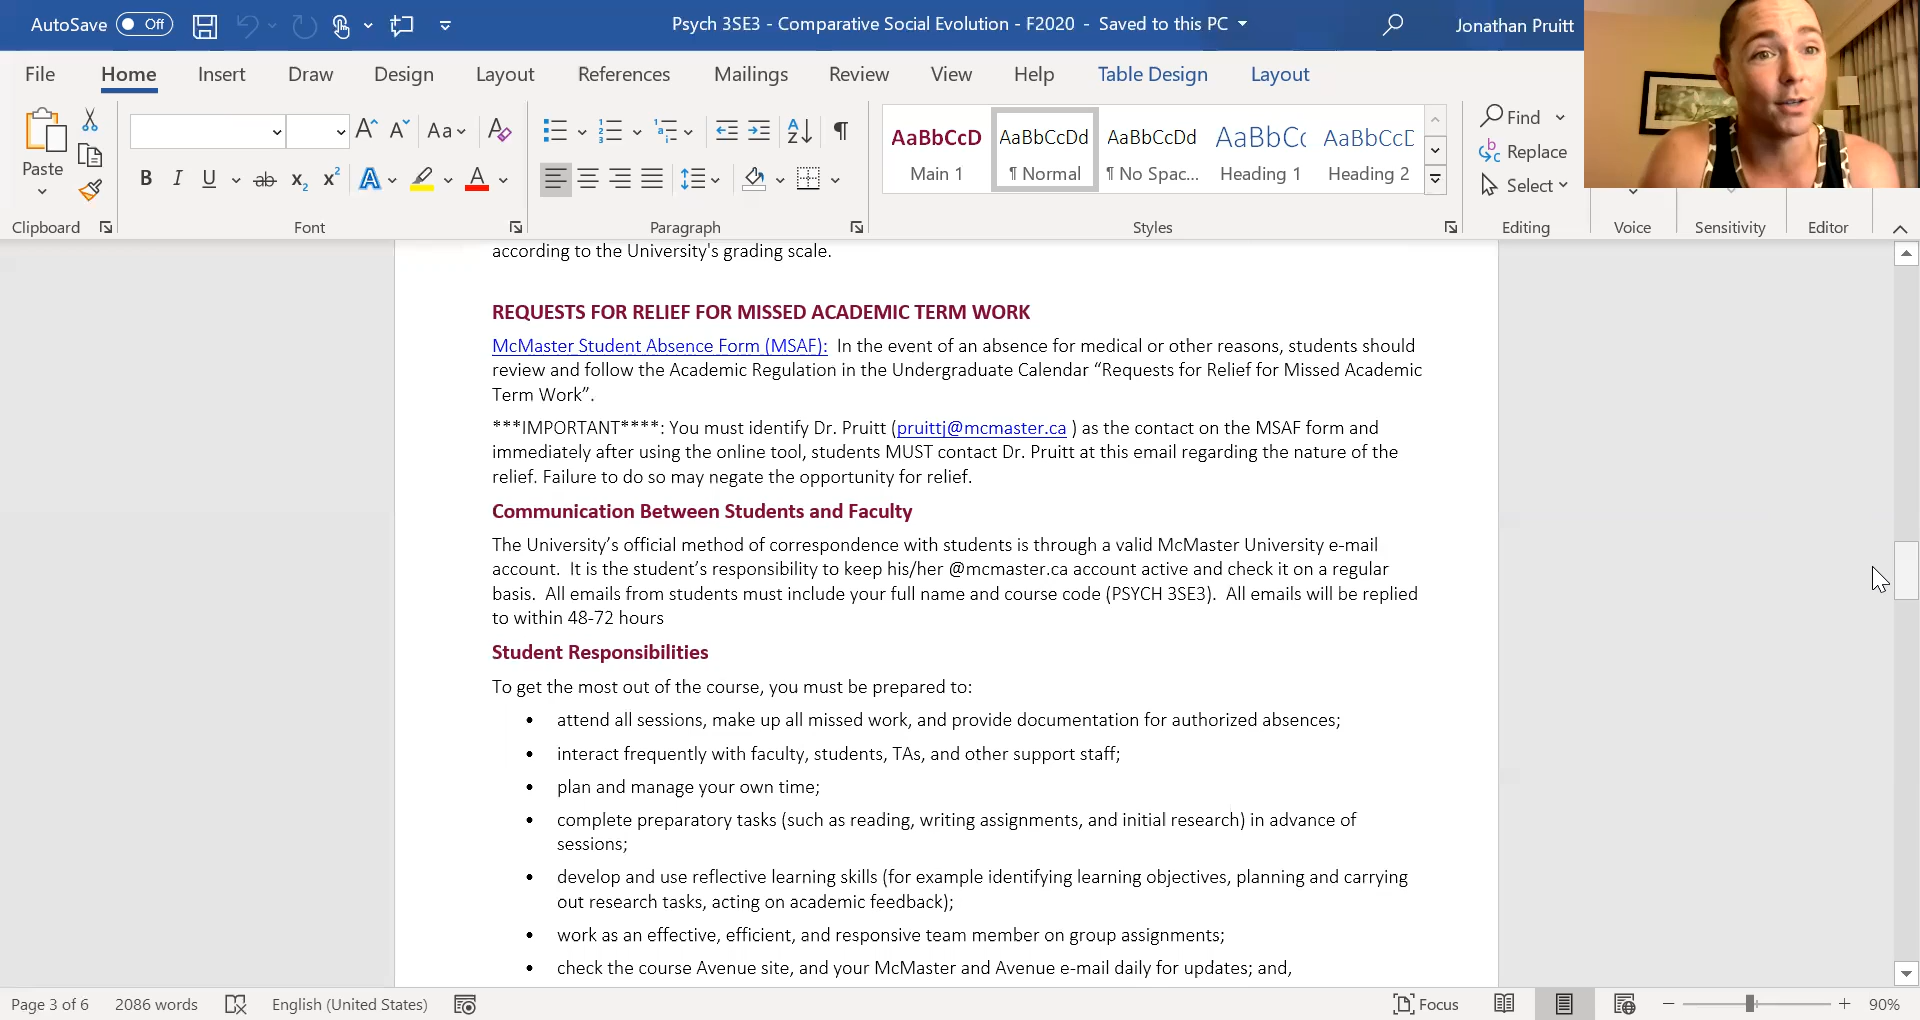 AutoSave Off
Psych 3SE3 - Comparative Social Evolution - F2020 - Saved to this PC
Jonathan Pruitt
File Home Insert Draw Design Layout References Mailings Review View Help Table Design Layout
Paste
Aa
B I U ab x2 x2 A A
AaBbCcD AaBbCcDd AaBbCcDd AaBbCc AaBbCcD
Main 1 ¶ Normal ¶ No Spac... Heading 1 Heading 2
Find
Replace
Select
Clipboard Font Paragraph Styles Editing Voice Sensitivity Editor
according to the University's grading scale.
REQUESTS FOR RELIEF FOR MISSED ACADEMIC TERM WORK
McMaster Student Absence Form (MSAF): In the event of an absence for medical or other reasons, students should
review and follow the Academic Regulation in the Undergraduate Calendar “Requests for Relief for Missed Academic
Term Work”.
***IMPORTANT****: You must identify Dr. Pruitt (pruittj@mcmaster.ca ) as the contact on the MSAF form and
immediately after using the online tool, students MUST contact Dr. Pruitt at this email regarding the nature of the
relief. Failure to do so may negate the opportunity for relief.
Communication Between Students and Faculty
The University’s official method of correspondence with students is through a valid McMaster University e-mail
account. It is the student’s responsibility to keep his/her @mcmaster.ca account active and check it on a regular
basis. All emails from students must include your full name and course code (PSYCH 3SE3). All emails will be replied
to within 48-72 hours
Student Responsibilities
To get the most out of the course, you must be prepared to:
• attend all sessions, make up all missed work, and provide documentation for authorized absences;
• interact frequently with faculty, students, TAs, and other support staff;
• plan and manage your own time;
• complete preparatory tasks (such as reading, writing assignments, and initial research) in advance of
sessions;
• develop and use reflective learning skills (for example identifying learning objectives, planning and carrying
out research tasks, acting on academic feedback);
• work as an effective, efficient, and responsive team member on group assignments;
• check the course Avenue site, and your McMaster and Avenue e-mail daily for updates; and,
Page 3 of 6 2086 words English (United States) Focus 90%